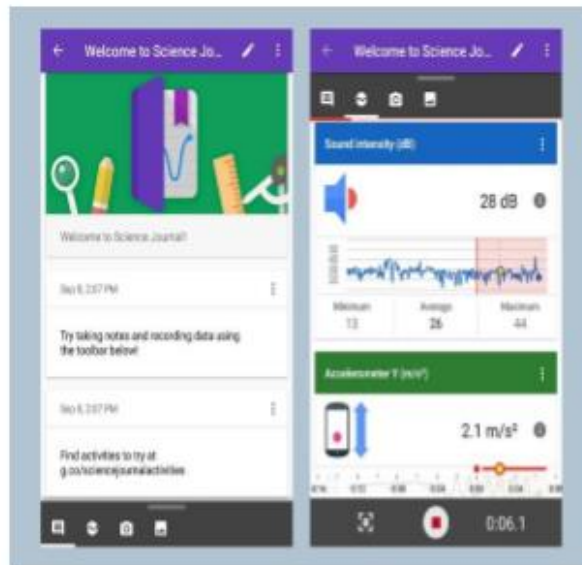 Welcome to Science Jo...
Welcome to Science Journal!
Sep 8, 2:07 PM
Try taking notes and recording data using
the toolbar below!
Sep 8, 2:07 PM
Find activities to try at
g.co/sciencejournalactivities
Welcome to Science Jo...
Sound intensity (dB)
28 dB
Minimum Average Maximum
13 26 44
Accelerometer Y (m/s²)
2.1 m/s²
0:06.1